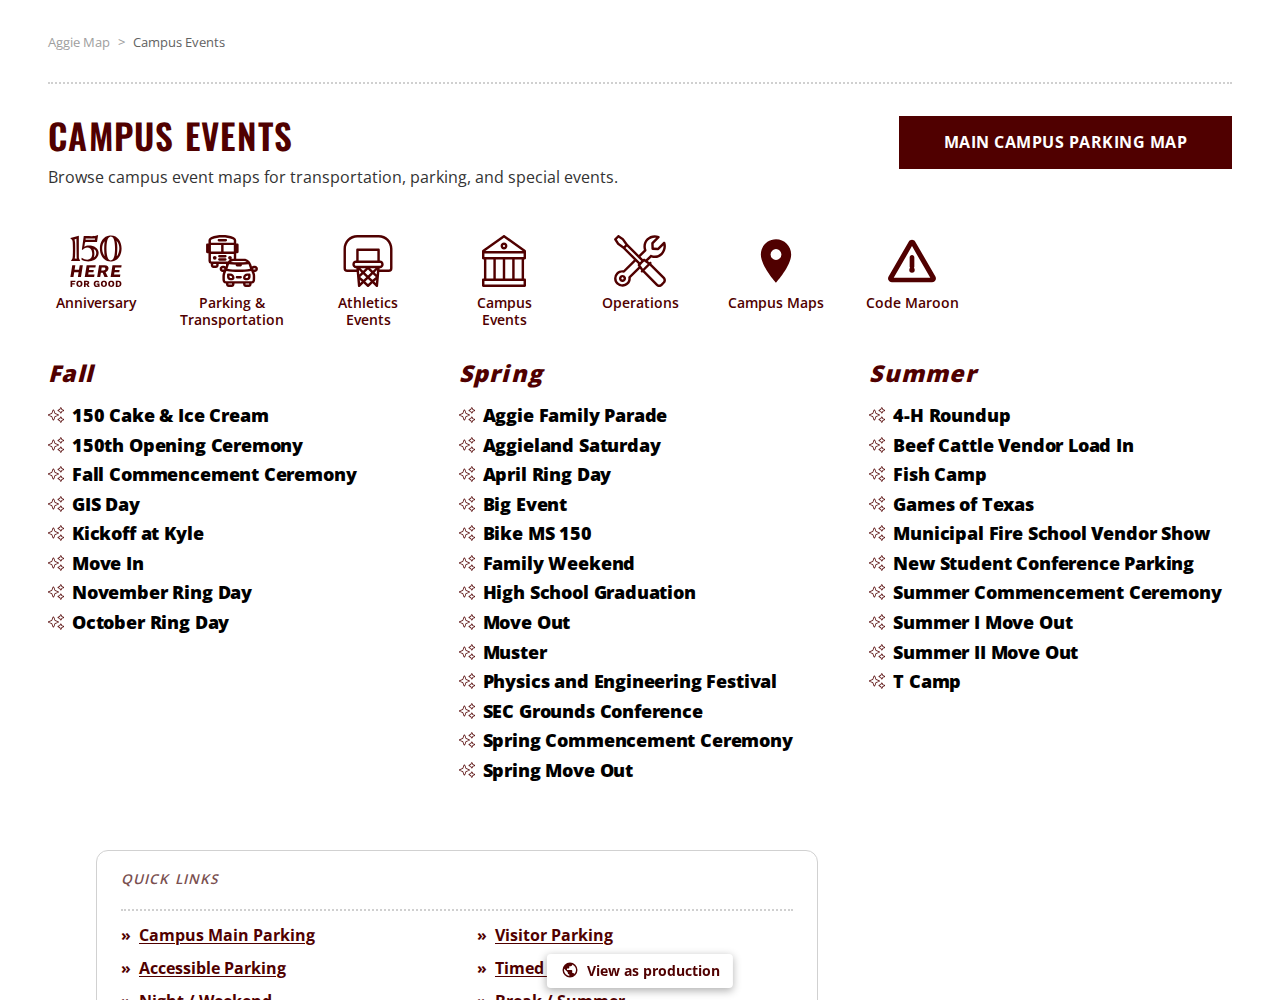 Aggie Map > Campus Events
CAMPUS EVENTS
MAIN CAMPUS PARKING MAP
Browse campus event maps for transportation, parking, and special events.
150
HERE
FOR GOOD
Anniversary
Parking &
Transportation
Athletics
Events
Campus
Events
Operations
Campus Maps
Code Maroon
Fall
150 Cake & Ice Cream
150th Opening Ceremony
Fall Commencement Ceremony
GIS Day
Kickoff at Kyle
Move In
November Ring Day
October Ring Day
Spring
Aggie Family Parade
Aggieland Saturday
April Ring Day
Big Event
Bike MS 150
Family Weekend
High School Graduation
Move Out
Muster
Physics and Engineering Festival
SEC Grounds Conference
Spring Commencement Ceremony
Spring Move Out
Summer
4-H Roundup
Beef Cattle Vendor Load In
Fish Camp
Games of Texas
Municipal Fire School Vendor Show
New Student Conference Parking
Summer Commencement Ceremony
Summer I Move Out
Summer II Move Out
T Camp
QUICK LINKS
» Campus Main Parking
» Visitor Parking
» Accessible Parking
» Timed
View as production
» Night / Weekend
» Break / Summer